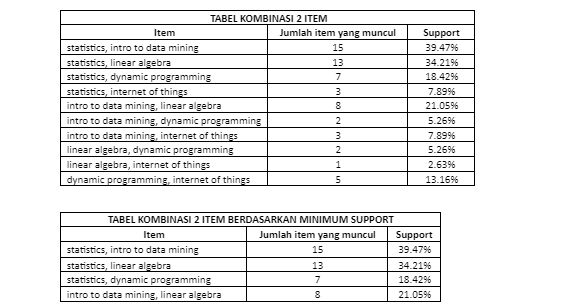 TABEL KOMBINASI 2 ITEM
Item Jumlah item yang muncul Support
statistics, intro to data mining 15 39.47%
statistics, linear algebra 13 34.21%
statistics, dynamic programming 7 18.42%
statistics, internet of things 3 7.89%
intro to data mining, linear algebra 8 21.05%
intro to data mining, dynamic programming 2 5.26%
intro to data mining, internet of things 3 7.89%
linear algebra, dynamic programming 2 5.26%
linear algebra, internet of things 1 2.63%
dynamic programming, internet of things 5 13.16%
TABEL KOMBINASI 2 ITEM BERDASARKAN MINIMUM SUPPORT
Item Jumlah item yang muncul Support
statistics, intro to data mining 15 39.47%
statistics, linear algebra 13 34.21%
statistics, dynamic programming 7 18.42%
intro to data mining, linear algebra 8 21.05%